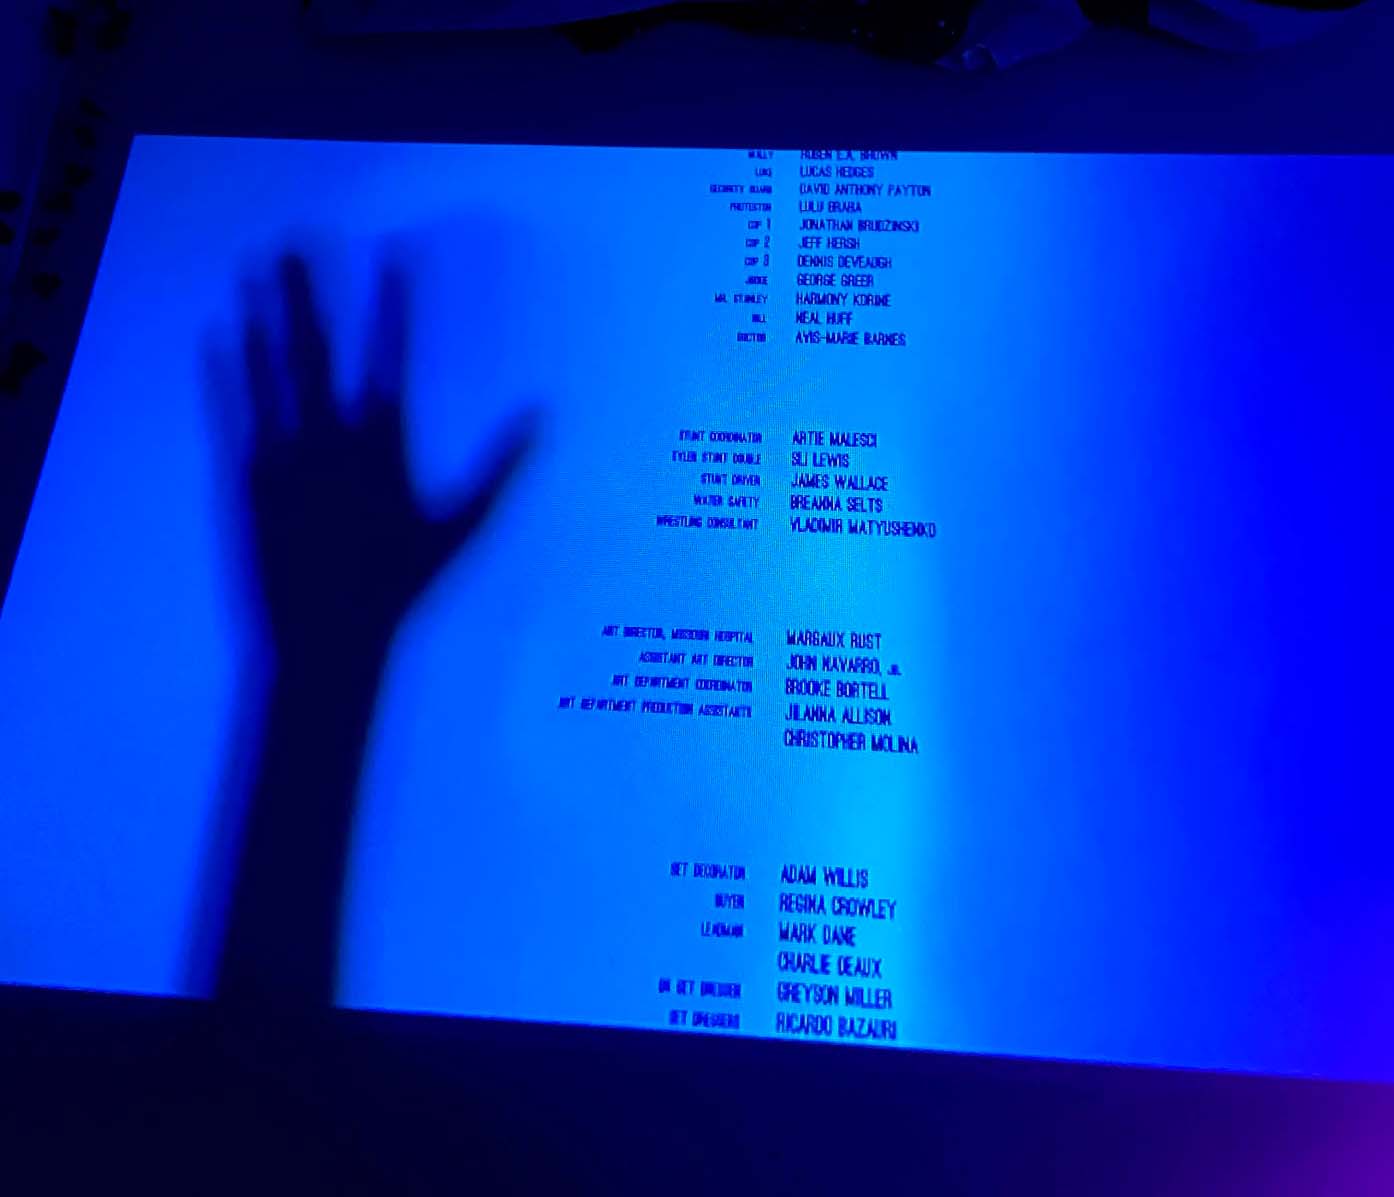 LUKE LUCAS HEDGES
SECURITY GUARD DAVID ANTHONY PAYTON
PROTESTOR LULU BRABA
COP 1 JONATHAN BRUDZINSKI
COP 2 JEFF HERSH
COP 3 DENNIS DEVEAUGH
JUDGE GEORGE GREER
MR. STANLEY HARMONY KORINE
BILL NEAL HUFF
DOCTOR AVIS-MARIE BARNES
STUNT COORDINATOR ARTIE MALESCI
TYLER STUNT DOUBLE SLI LEWIS
STUNT DRIVER JAMES WALLACE
WATER SAFETY BREANNA SELTS
WRESTLING CONSULTANT VLADIMIR MATYUSHENKO
ART DIRECTOR, MISSOURI HOSPITAL MARGAUX RUST
ASSISTANT ART DIRECTOR JOHN NAVARRO, JR.
ART DEPARTMENT COORDINATOR BROOKE BORTELL
ART DEPARTMENT PRODUCTION ASSISTANTS JILANNA ALLISON
CHRISTOPHER MOLINA
SET DECORATOR ADAM WILLIS
BUYER REGINA CROWLEY
LEADMAN MARK DANE
CHARLIE DEAUX
ON SET DRESSER GREYSON MILLER
SET DRESSERS RICARDO BAZAURI